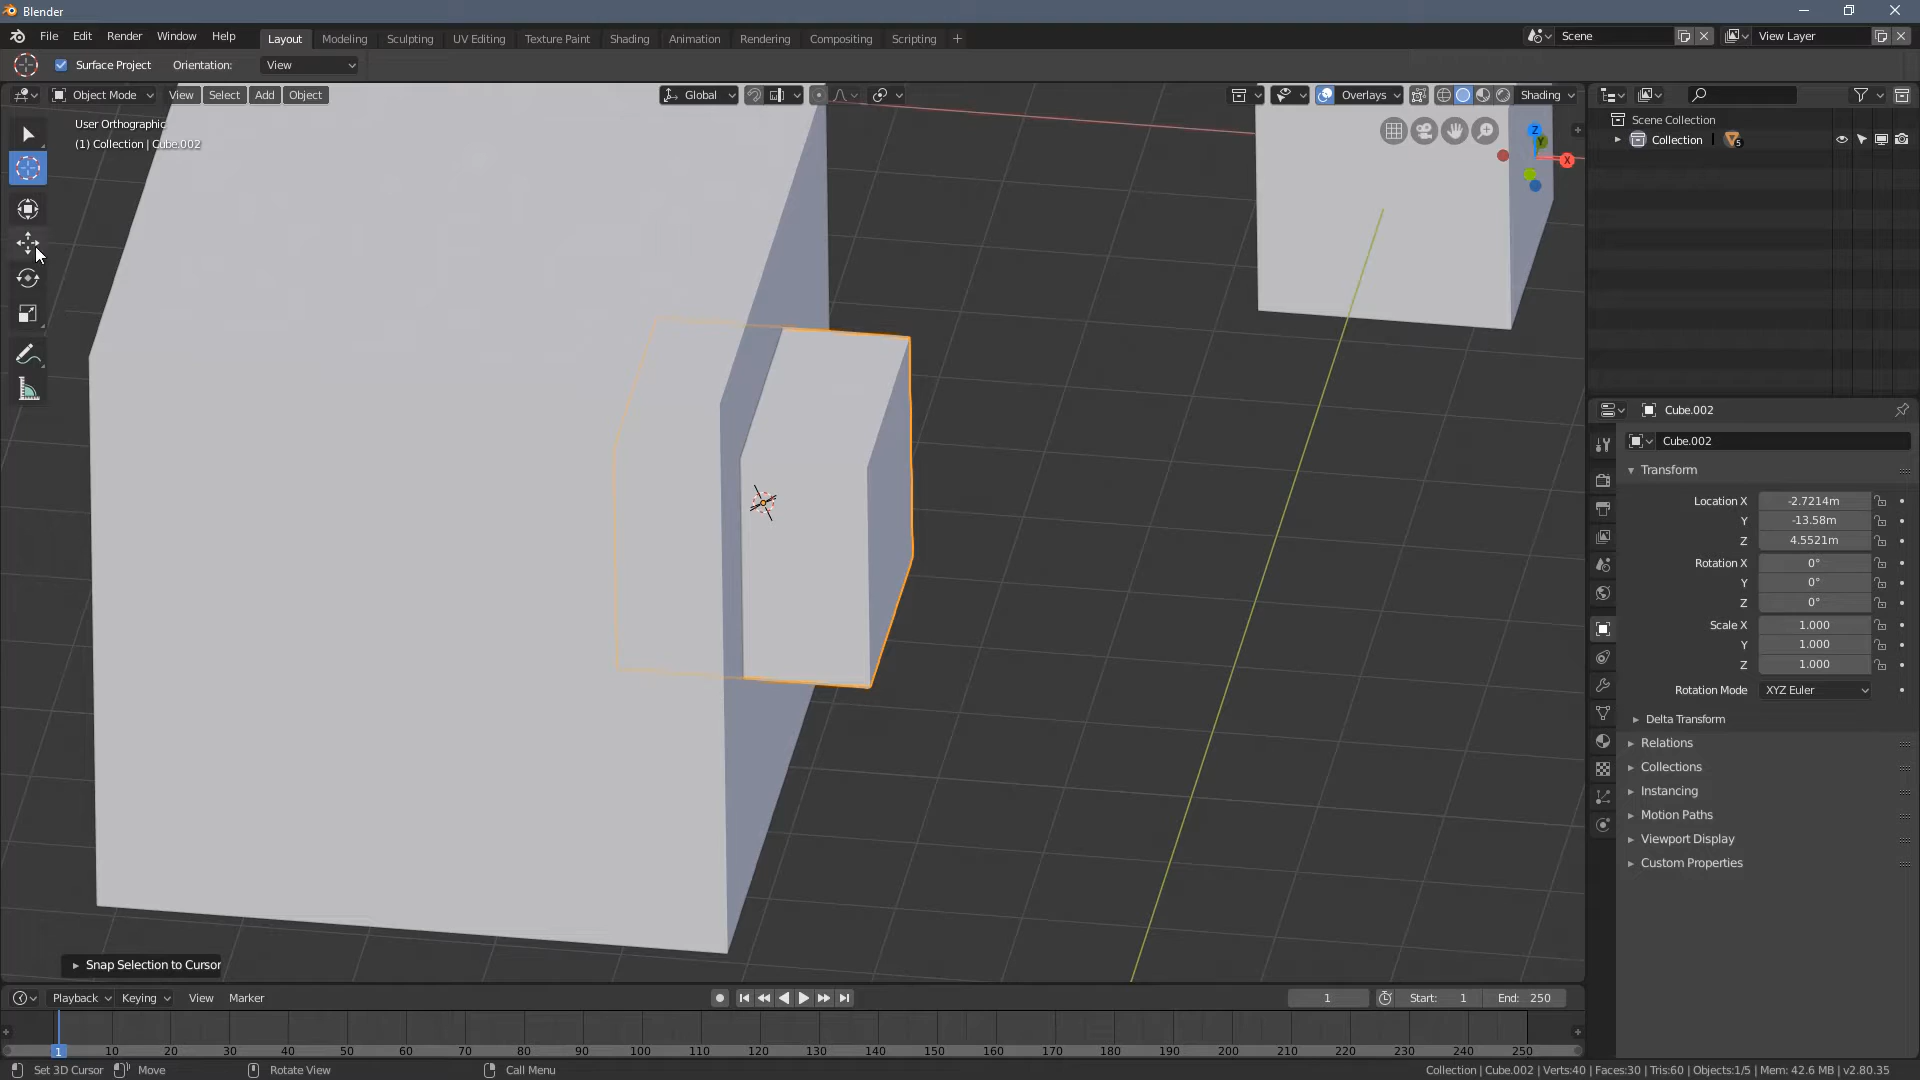 Blender
File Edit Render Window Help
Layout Modeling Sculpting UV Editing Texture Paint Shading Animation Rendering Compositing Scripting +
Scene
View Layer
Surface Project Orientation: View
Object Mode View Select Add Object
Global
Overlays
Shading
User Orthographic
(1) Collection | Cube.002
Z
Y
X
Scene Collection
Collection 5
Cube.002
Cube.002
Transform
Location X -2.7214m
Y -13.58m
Z 4.5521m
Rotation X 0°
Y 0°
Z 0°
Scale X 1.000
Y 1.000
Z 1.000
Rotation Mode XYZ Euler
Delta Transform
Relations
Collections
Instancing
Motion Paths
Viewport Display
Custom Properties
Snap Selection to Cursor
Playback Keying View Marker
1 Start: 1 End: 250
1 10 20 30 40 50 60 70 80 90 100 110 120 130 140 150 160 170 180 190 200 210 220 230 240 250
Set 3D Cursor Move Rotate View Call Menu
Collection | Cube.002 | Verts:40 | Faces:30 | Tris:60 | Objects:1/5 | Mem: 42.6 MB | v2.80.35